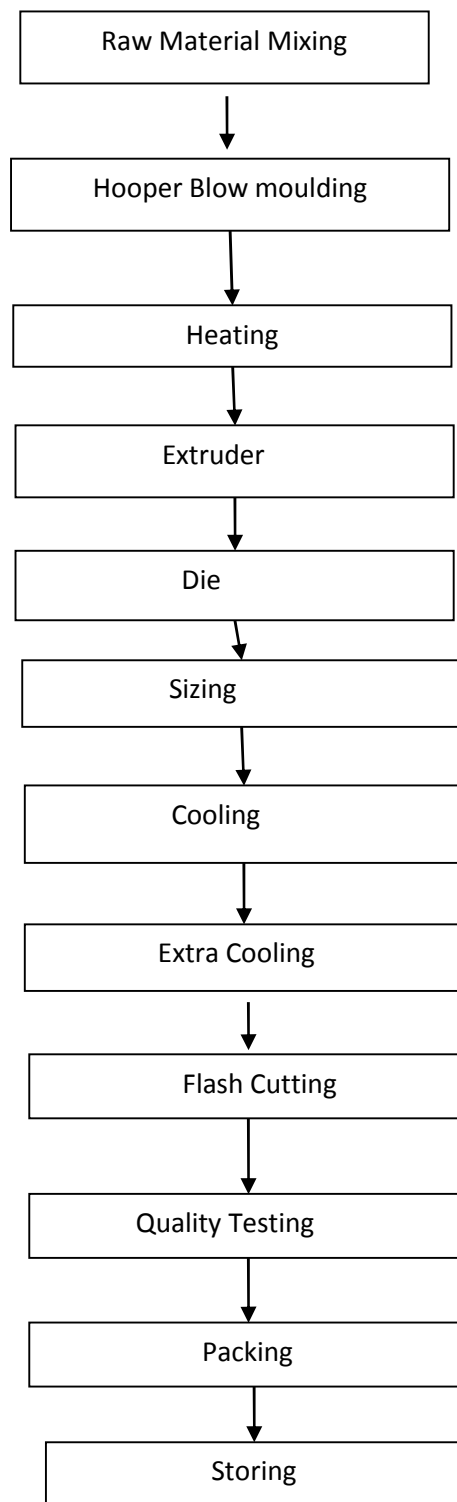 Raw Material Mixing
Hooper Blow moulding
Heating
Extruder
Die
Sizing
Cooling
Extra Cooling
Flash Cutting
Quality Testing
Packing
Storing